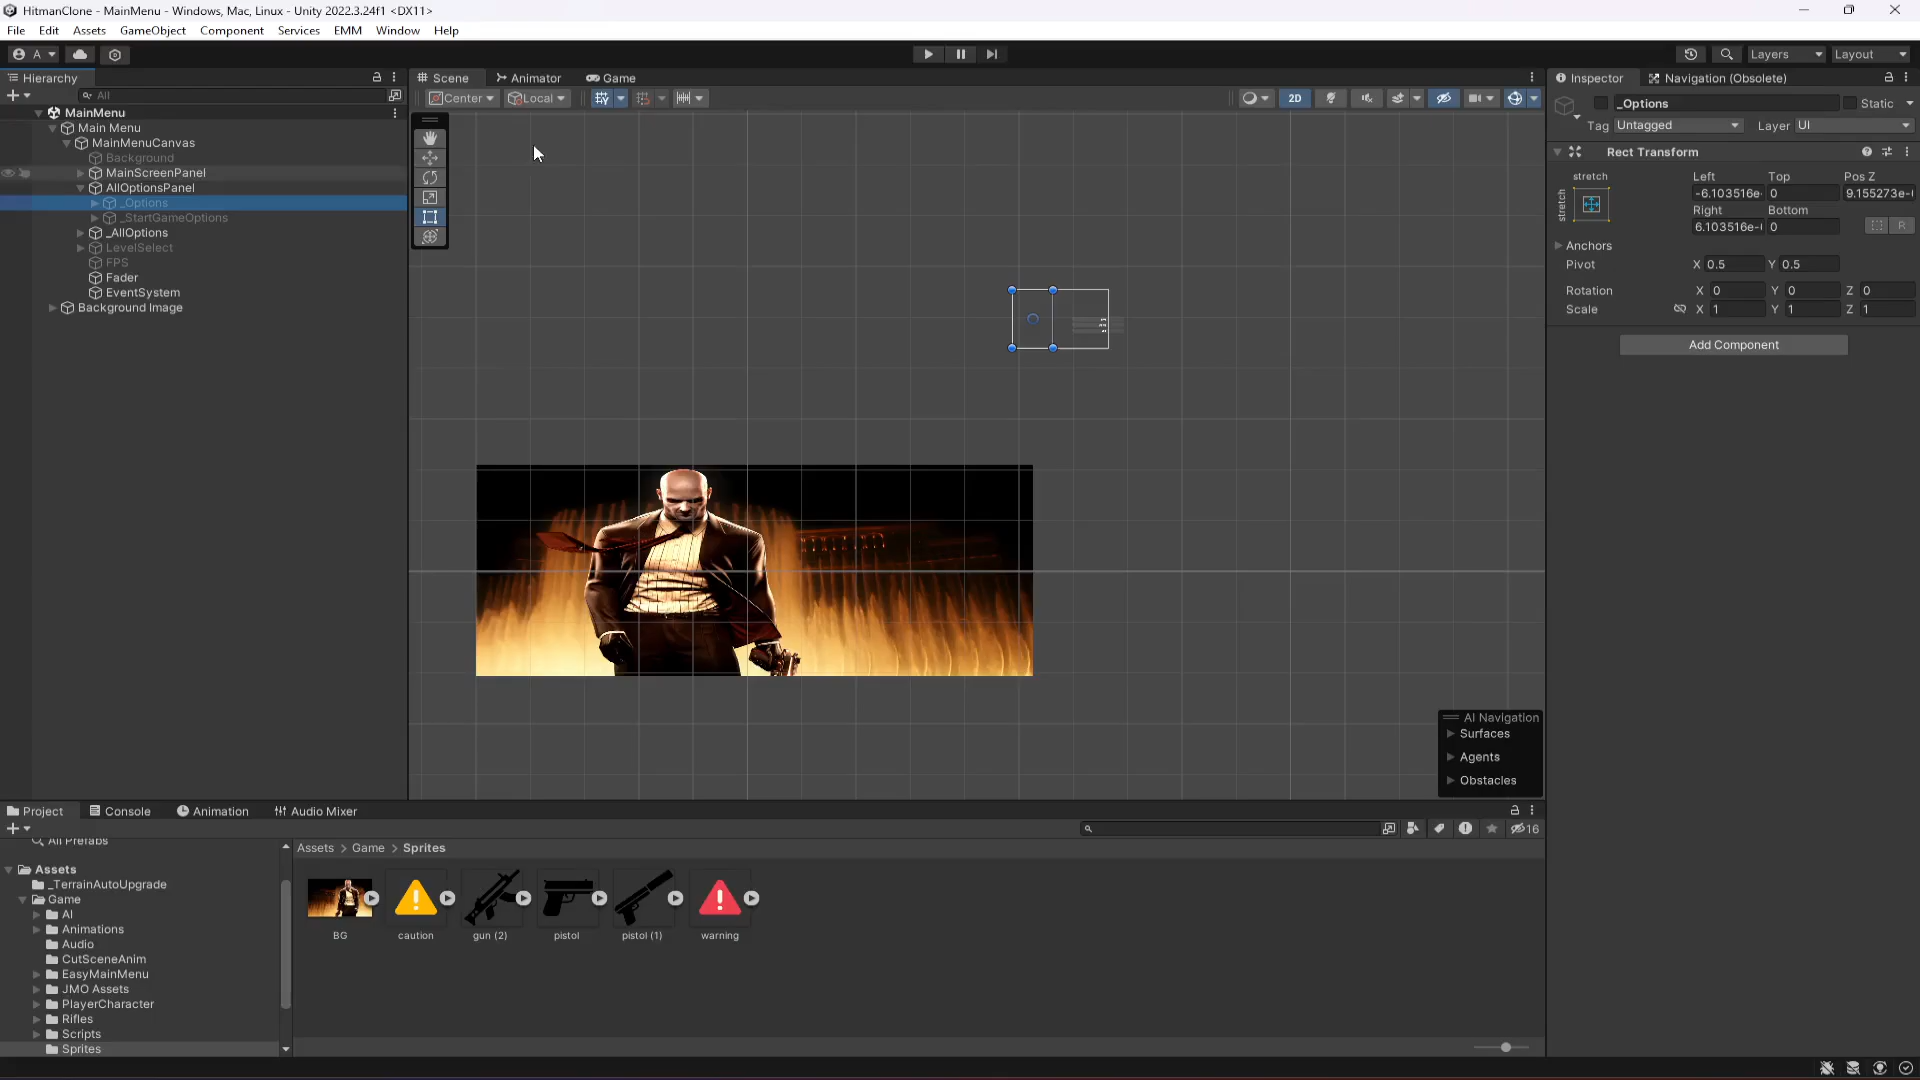 HitmanClone - MainMenu - Windows, Mac, Linux - Unity 2022.3.24f1 <DX11>
File Edit Assets GameObject Component Services EMM Window Help
A Layers Layout
Hierarchy
All
MainMenu
Main Menu
MainMenuCanvas
Background
MainScreenPanel
AllOptionsPanel
_Options
_StartGameOptions
_AllOptions
LevelSelect
FPS
Fader
EventSystem
Background Image
Scene Animator Game
Center Local 2D
AI Navigation
Surfaces
Agents
Obstacles
Inspector Navigation (Obsolete)
_Options Static
Tag Untagged Layer UI
Rect Transform
stretch Left Top Pos Z
stretch -6.103516e- 0 9.155273e-
Right Bottom
6.103516e- 0 R
Anchors
Pivot X 0.5 Y 0.5
Rotation X 0 Y 0 Z 0
Scale X 1 Y 1 Z 1
Add Component
Project Console Animation Audio Mixer
16
All Prefabs
Assets
_TerrainAutoUpgrade
Game
AI
Animations
Audio
CutSceneAnim
EasyMainMenu
JMO Assets
PlayerCharacter
Rifles
Scripts
Sprites
Assets > Game > Sprites
BG caution gun (2) pistol pistol (1) warning